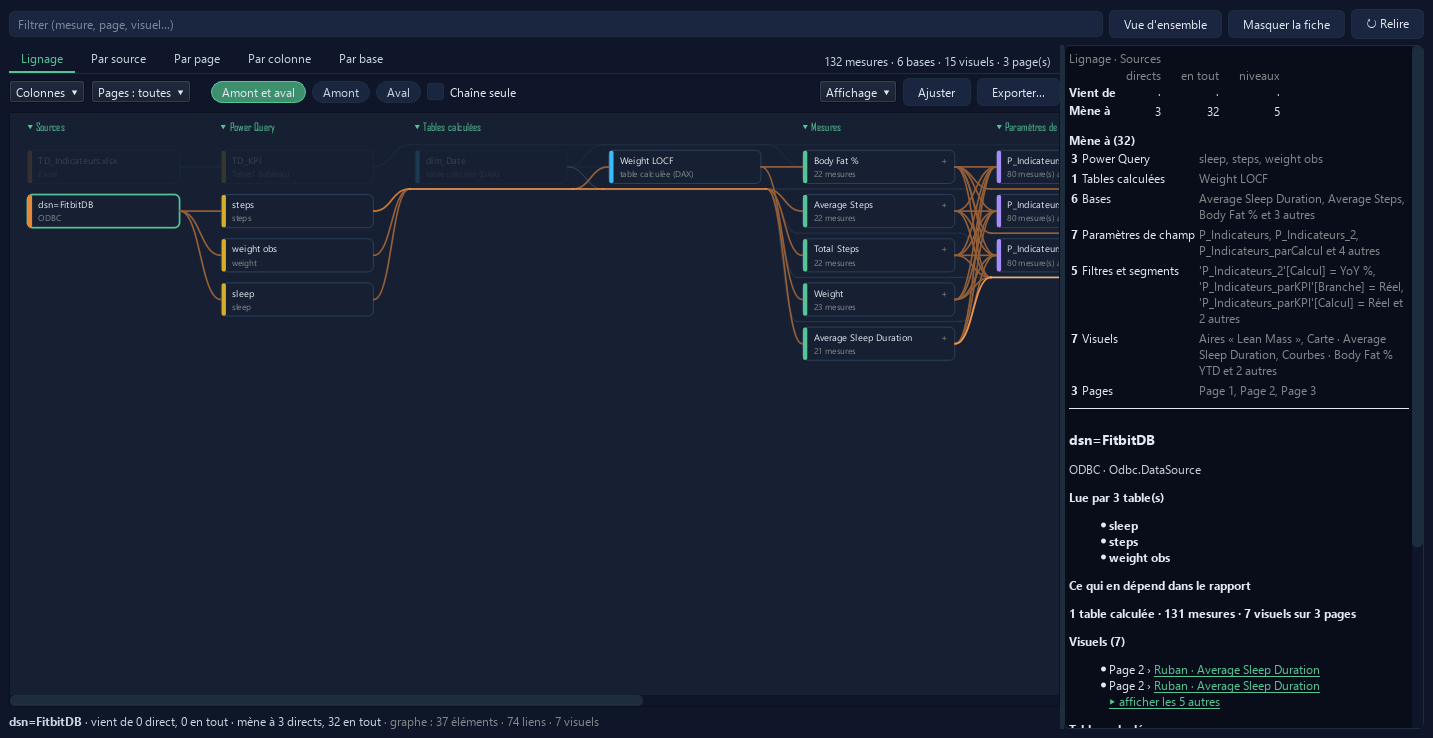 Filtrer (mesure, page, visuel...)
Vue d'ensemble
Masquer la fiche
Relire
Lignage
Par source
Par page
Par colonne
Par base
132 mesures · 6 bases · 15 visuels · 3 page(s)
Colonnes ▾
Pages : toutes ▾
Amont et aval
Amont
Aval
Chaîne seule
Affichage ▾
Ajuster
Exporter...
▾ Sources
▾ Power Query
▾ Tables calculées
▾ Mesures
▾ Paramètres de
TD_Indicateurs.xlsx
Excel
TD_KPI
dim_Date
table calculée (DAX)
Weight LOCF
table calculée (DAX)
Body Fat % +
22 mesures
P_Indicateurs
80 mesure(s)
dsn=FitbitDB
ODBC
steps
steps
Average Steps +
22 mesures
P_Indicateurs
80 mesure(s)
weight obs
weight
Total Steps +
22 mesures
P_Indicateurs
80 mesure(s)
sleep
sleep
Weight +
23 mesures
Average Sleep Duration +
21 mesures
dsn=FitbitDB · vient de 0 direct, 0 en tout · mène à 3 directs, 32 en tout · graphe : 37 éléments · 74 liens · 7 visuels
Lignage · Sources
directs en tout niveaux
Vient de · · ·
Mène à 3 32 5
Mène à (32)
3 Power Query sleep, steps, weight obs
1 Tables calculées Weight LOCF
6 Bases Average Sleep Duration, Average Steps,
Body Fat % et 3 autres
7 Paramètres de champ P_Indicateurs, P_Indicateurs_2,
P_Indicateurs_parCalcul et 4 autres
5 Filtres et segments 'P_Indicateurs_2'[Calcul] = YoY %,
'P_Indicateurs_parKPI'[Branche] = Réel,
'P_Indicateurs_parKPI'[Calcul] = Réel et
2 autres
7 Visuels Aires « Lean Mass », Carte · Average
Sleep Duration, Courbes · Body Fat %
YTD et 2 autres
3 Pages Page 1, Page 2, Page 3
dsn=FitbitDB
ODBC · Odbc.DataSource
Lue par 3 table(s)
• sleep
• steps
• weight obs
Ce qui en dépend dans le rapport
1 table calculée · 131 mesures · 7 visuels sur 3 pages
Visuels (7)
• Page 2 › Ruban · Average Sleep Duration
• Page 2 › Ruban · Average Sleep Duration
▸ afficher les 5 autres